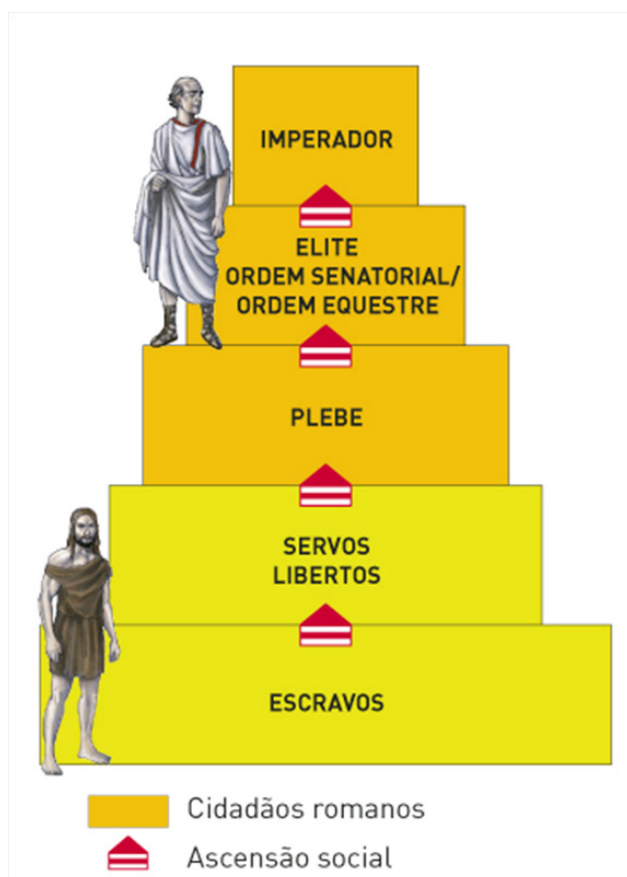 IMPERADOR
ELITE
ORDEM SENATORIAL/
ORDEM EQUESTRE
PLEBE
SERVOS
LIBERTOS
ESCRAVOS
Cidadãos romanos
Ascensão social